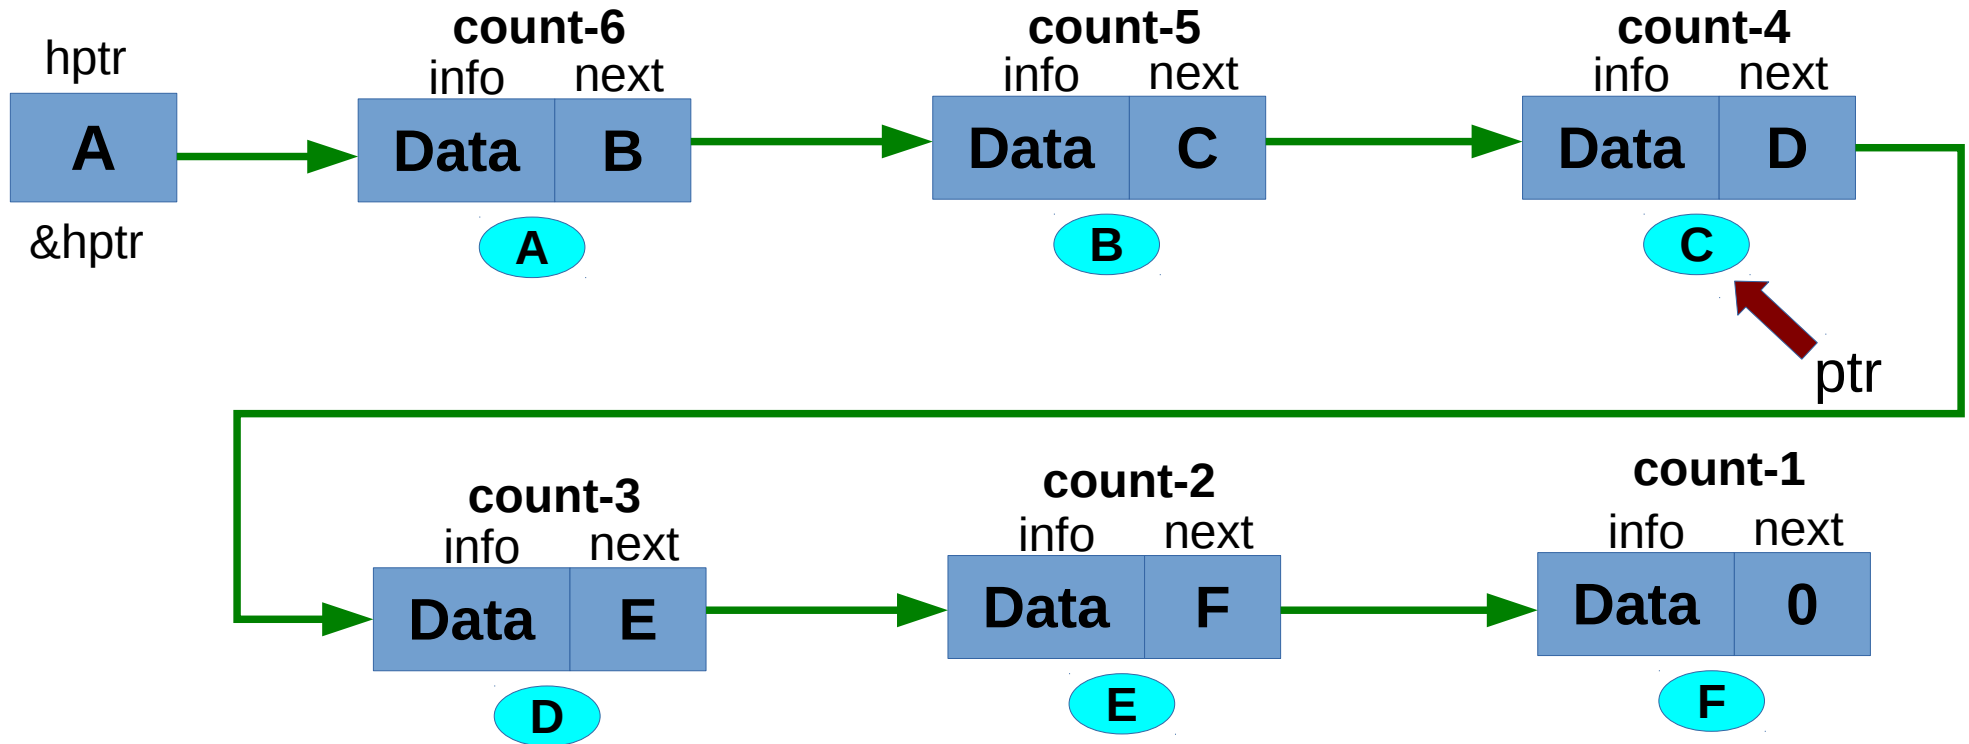 hptr
A
&hptr
count-6
info next
Data B
A
count-5
info next
Data C
B
count-4
info next
Data D
C
ptr
count-3
info next
Data E
D
count-2
info next
Data F
E
count-1
info next
Data 0
F